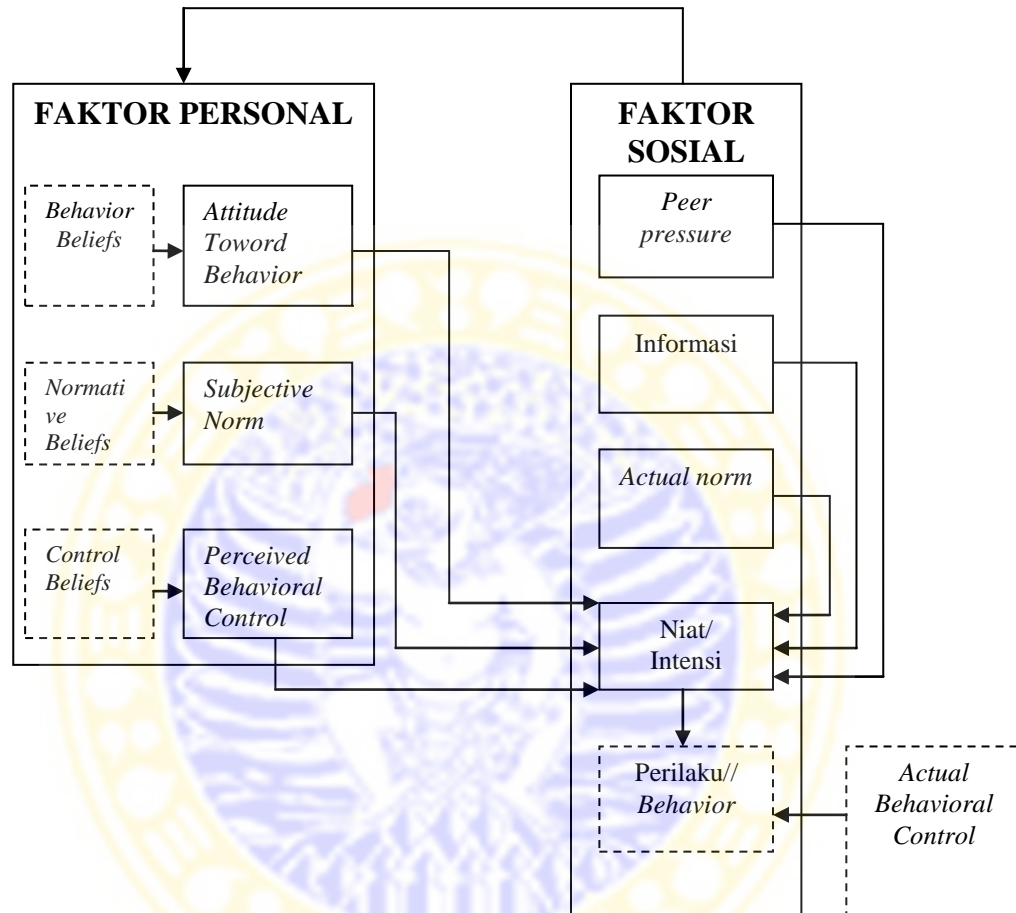 FAKTOR PERSONAL
Behavior
Beliefs
Attitude
Toword
Behavior
Normati
ve
Beliefs
Subjective
Norm
Control
Beliefs
Perceived
Behavioral
Control
FAKTOR
SOSIAL
Peer
pressure
Informasi
Actual norm
Niat/
Intensi
Perilaku//
Behavior
Actual
Behavioral
Control